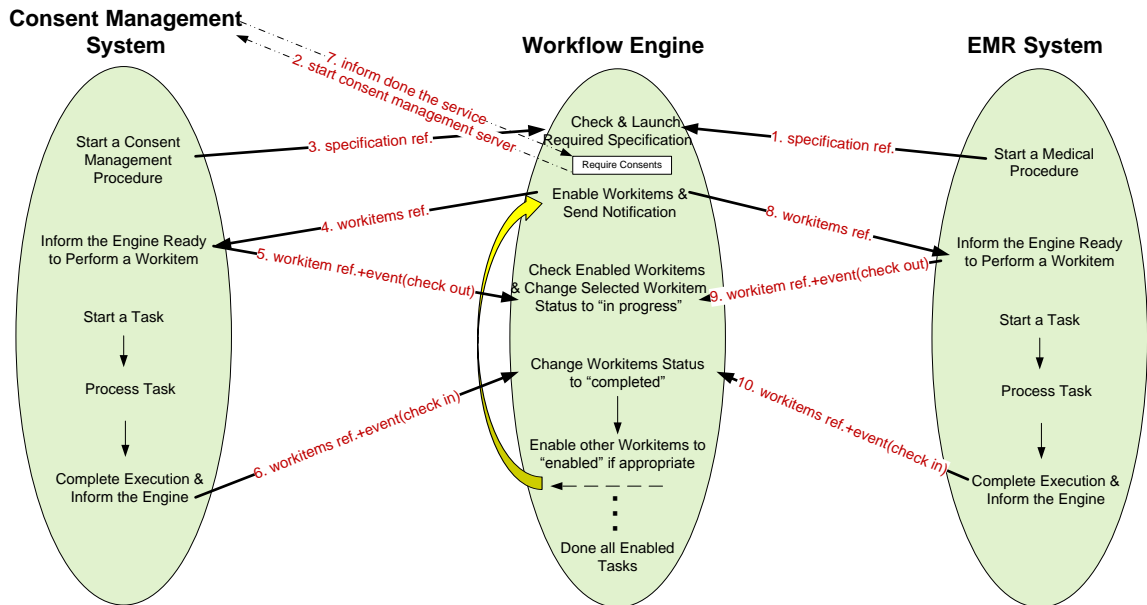 Consent Management
System
Workflow Engine
EMR System
7. inform done the service
2. start consent management server
Start a Consent
Management
Procedure
3. specification ref.
Check & Launch
Required Specification
Require Consents
1. specification ref.
Start a Medical
Procedure
Enable Workitems &
Send Notification
4. workitems ref.
8. workitems ref.
Inform the Engine Ready
to Perform a Workitem
5. workitem ref.+event(check out)
Check Enabled Workitems
& Change Selected Workitem
Status to “in progress”
9. workitem ref.+event(check out)
Inform the Engine Ready
to Perform a Workitem
Start a Task
Process Task
Complete Execution &
Inform the Engine
6. workitems ref.+event(check in)
Change Workitems Status
to “completed”
Enable other Workitems to
“enabled” if appropriate
Done all Enabled
Tasks
10. workitems ref.+event(check in)
Start a Task
Process Task
Complete Execution &
Inform the Engine